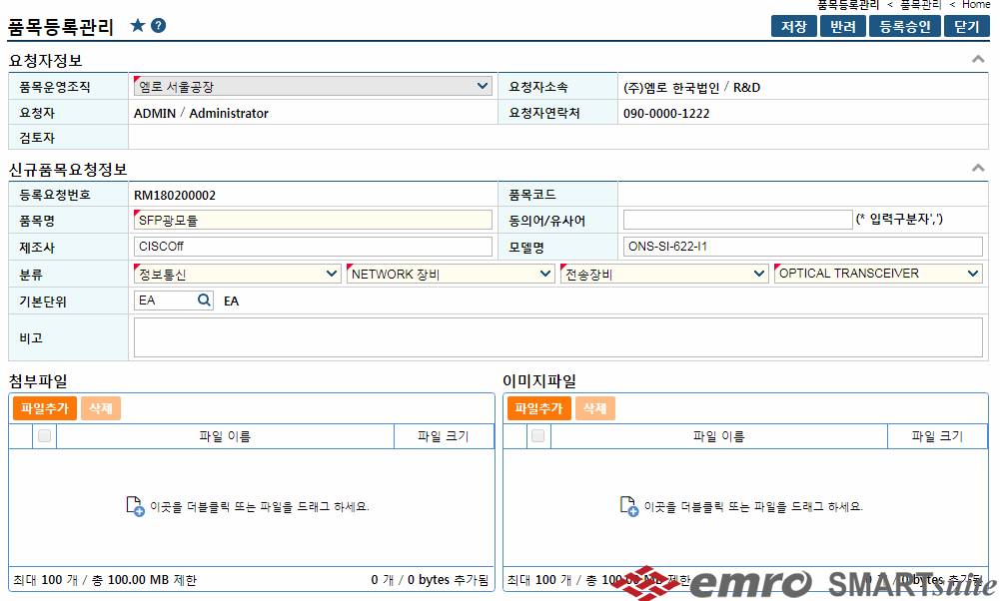 품목등록관리 < 품목관리 < Home
품목등록관리 ★ ?
저장 반려 등록승인 닫기
요청자정보
품목운영조직 엠로 서울공장 요청자소속 (주)엠로 한국법인 / R&D
요청자 ADMIN / Administrator 요청자연락처 090-0000-1222
검토자
신규품목요청정보
등록요청번호 RM180200002 품목코드
품목명 SFP광모듈 동의어/유사어 (* 입력구분자',')
제조사 CISCOff 모델명 ONS-SI-622-I1
분류 정보통신 NETWORK 장비 전송장비 OPTICAL TRANSCEIVER
기본단위 EA EA
비고
첨부파일 이미지파일
파일추가 삭제 파일추가 삭제
파일 이름 파일 크기 파일 이름 파일 크기
이곳을 더블클릭 또는 파일을 드래그 하세요. 이곳을 더블클릭 또는 파일을 드래그 하세요.
최대 100 개 / 총 100.00 MB 제한 0 개 / 0 bytes 추가됨 최대 100 개 / 총 100.00 MB 제한 0 개 / 0 bytes 추가됨
emro SMARTsuite